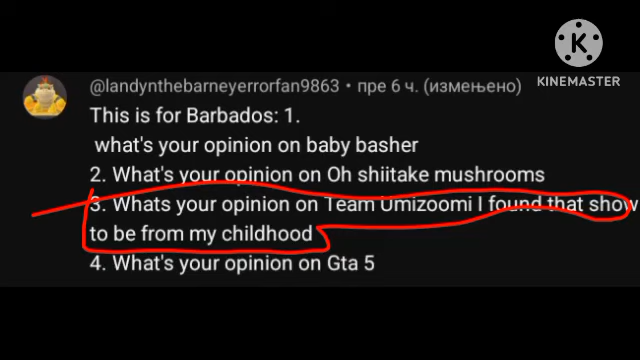 KINEMASTER
@landynthebarneyerrorfan9863 • пре 6 ч. (измењено)
This is for Barbados: 1.
what's your opinion on baby basher
2. What's your opinion on Oh shiitake mushrooms
3. Whats your opinion on Team Umizoomi I found that show
to be from my childhood
4. What's your opinion on Gta 5